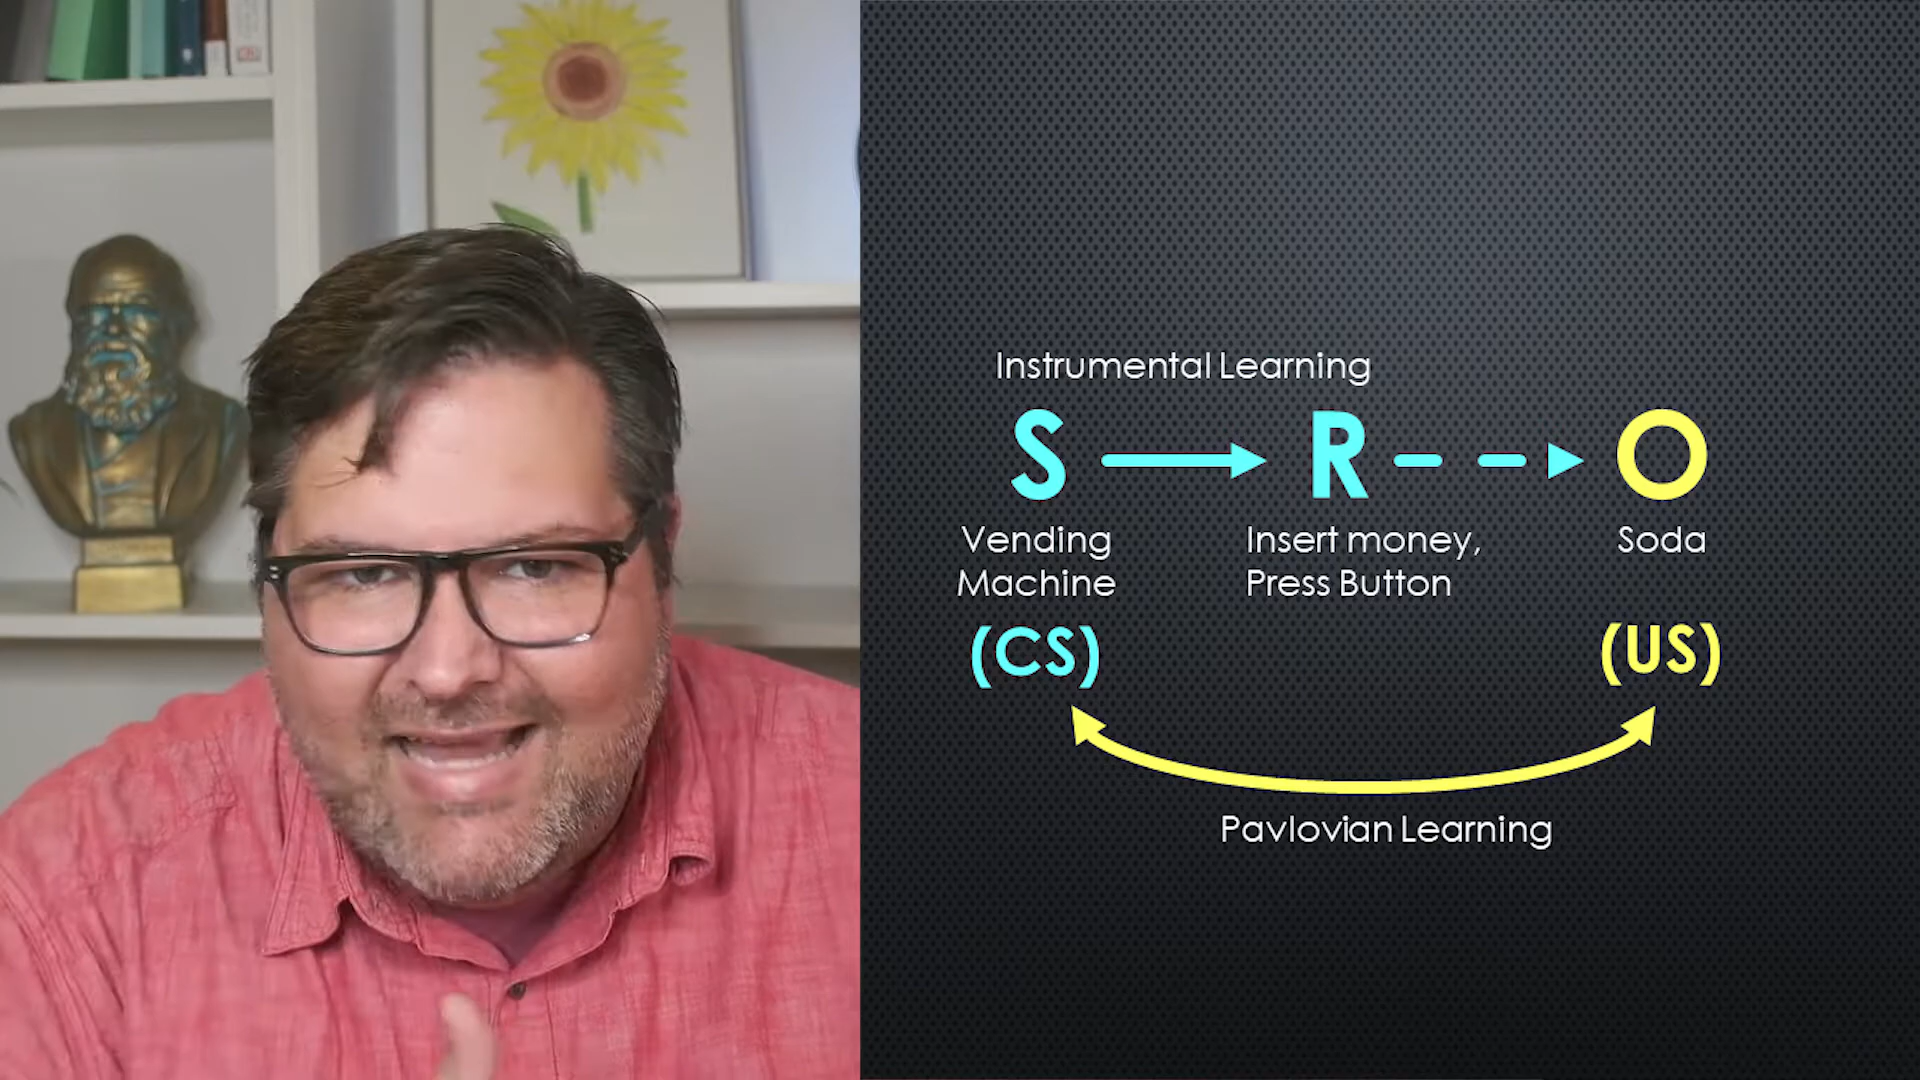 Instrumental Learning
S R O
Vending Machine
Insert money, Press Button
Soda
(CS) (US)
Pavlovian Learning